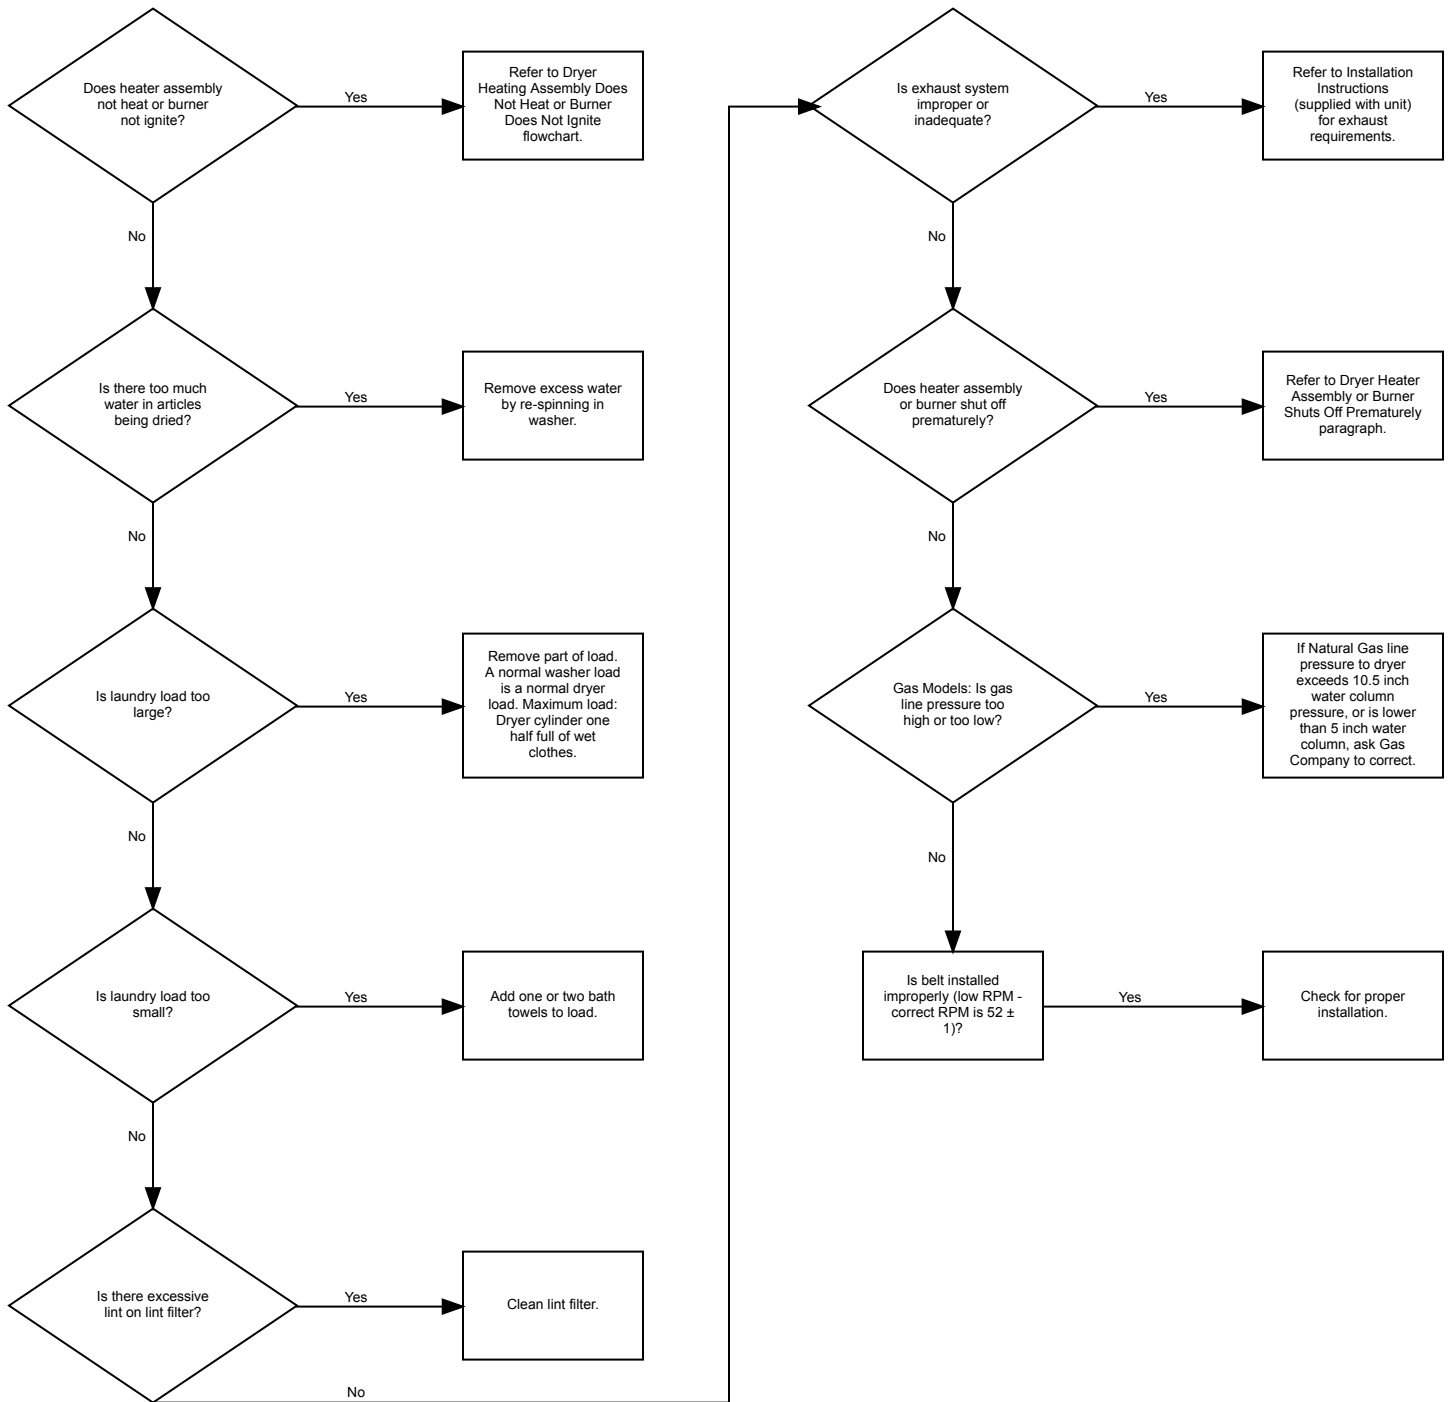 Does heater assembly
not heat or burner
not ignite?
Yes
Refer to Dryer
Heating Assembly Does
Not Heat or Burner
Does Not Ignite
flowchart.
No
Is there too much
water in articles
being dried?
Yes
Remove excess water
by re-spinning in
washer.
No
Is laundry load too
large?
Yes
Remove part of load.
A normal washer load
is a normal dryer
load. Maximum load:
Dryer cylinder one
half full of wet
clothes.
No
Is laundry load too
small?
Yes
Add one or two bath
towels to load.
No
Is there excessive
lint on lint filter?
Yes
Clean lint filter.
No
Is exhaust system
improper or
inadequate?
Yes
Refer to Installation
Instructions
(supplied with unit)
for exhaust
requirements.
No
Does heater assembly
or burner shut off
prematurely?
Yes
Refer to Dryer Heater
Assembly or Burner
Shuts Off Prematurely
paragraph.
No
Gas Models: Is gas
line pressure too
high or too low?
Yes
If Natural Gas line
pressure to dryer
exceeds 10.5 inch
water column
pressure, or is lower
than 5 inch water
column, ask Gas
Company to correct.
No
Is belt installed
improperly (low RPM -
correct RPM is 52 ±
1)?
Yes
Check for proper
installation.